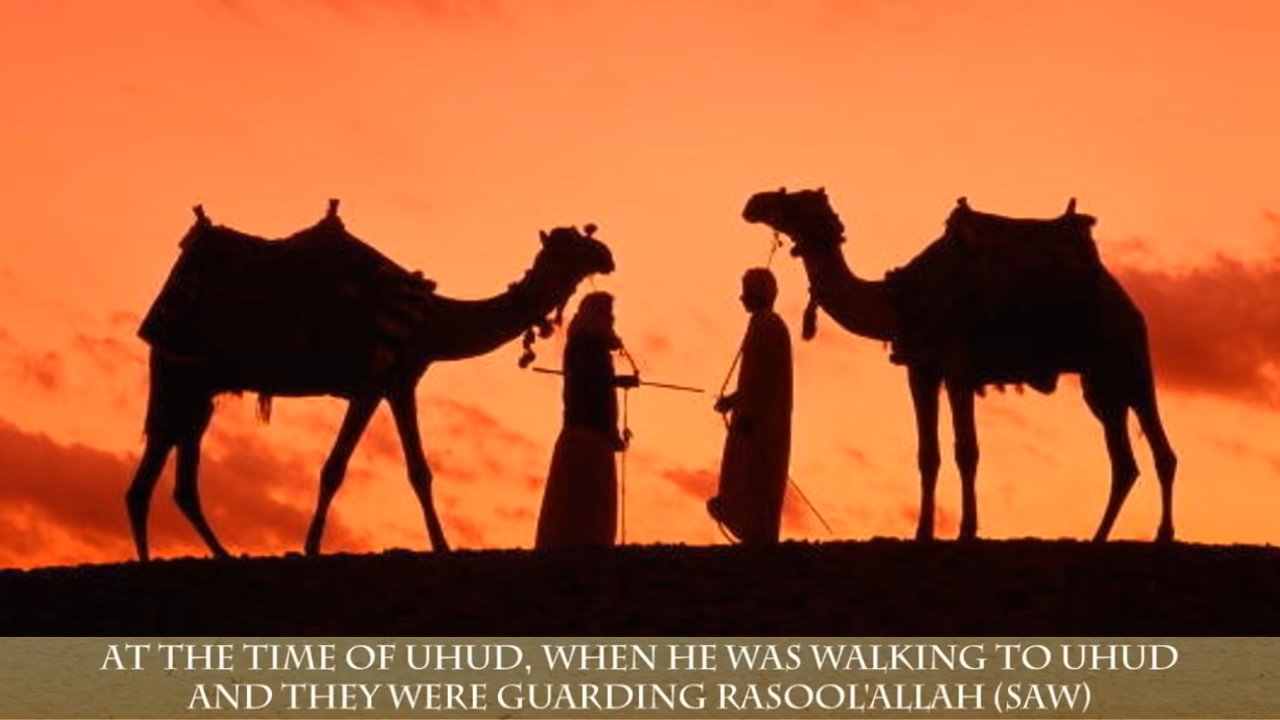 AT THE TIME OF UHUD, WHEN HE WAS WALKING TO UHUD
AND THEY WERE GUARDING RASOOL'ALLAH (SAW)